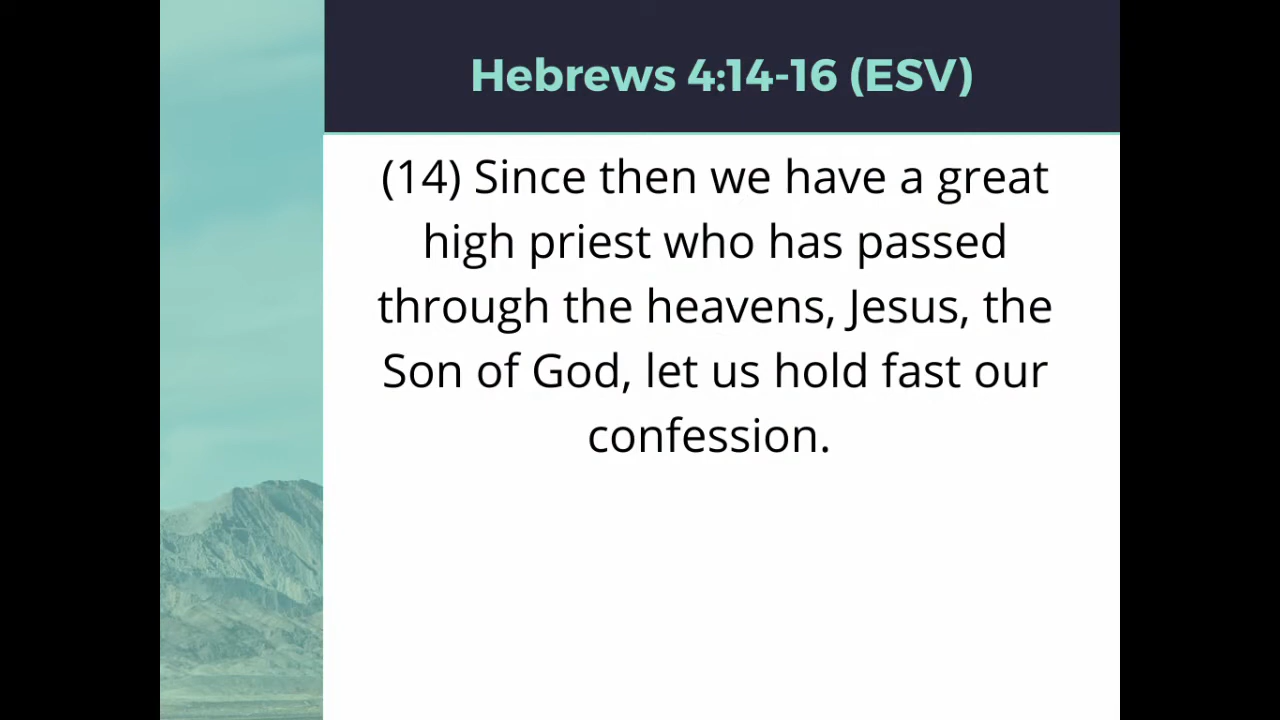 Hebrews 4:14-16 (ESV)
(14) Since then we have a great
high priest who has passed
through the heavens, Jesus, the
Son of God, let us hold fast our
confession.